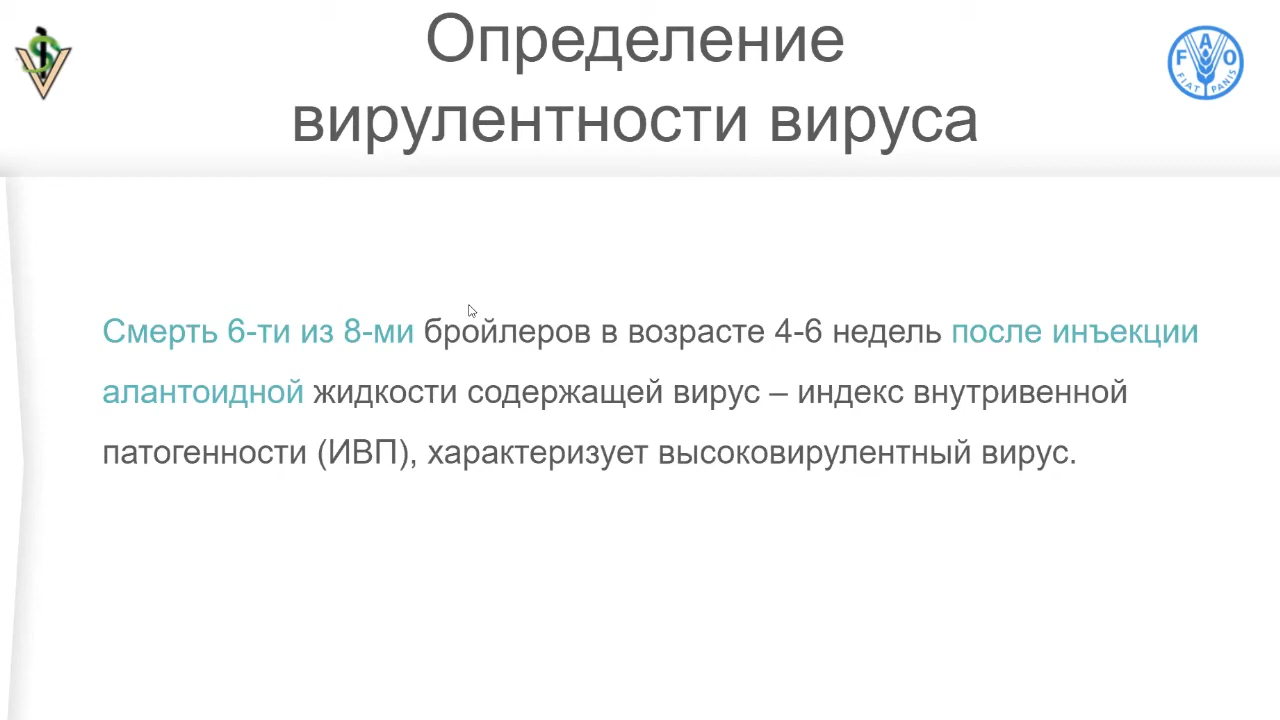 Определение
вирулентности вируса
F A O
FIAT PANIS
Смерть 6-ти из 8-ми бройлеров в возрасте 4-6 недель после инъекции
алантоидной жидкости содержащей вирус – индекс внутривенной
патогенности (ИВП), характеризует высоковирулентный вирус.